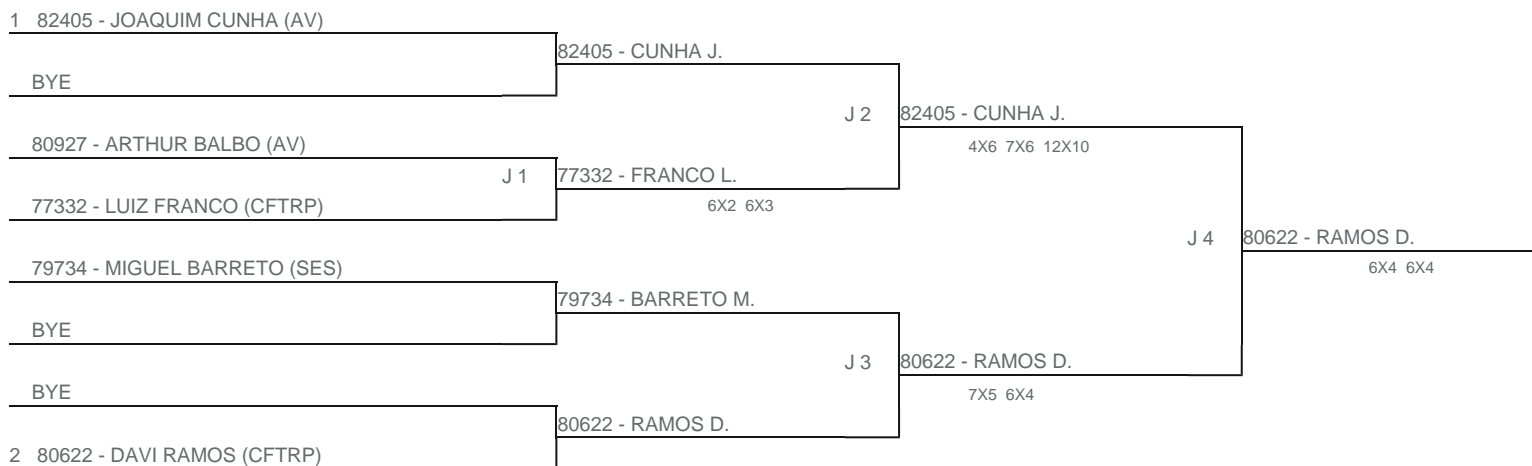 1 82405 - JOAQUIM CUNHA (AV)
82405 - CUNHA J.
BYE
J 2 82405 - CUNHA J.
80927 - ARTHUR BALBO (AV)
4X6 7X6 12X10
J 1 77332 - FRANCO L.
77332 - LUIZ FRANCO (CFTRP)
6X2 6X3
J 4 80622 - RAMOS D.
79734 - MIGUEL BARRETO (SES)
6X4 6X4
79734 - BARRETO M.
BYE
J 3 80622 - RAMOS D.
BYE
7X5 6X4
80622 - RAMOS D.
2 80622 - DAVI RAMOS (CFTRP)